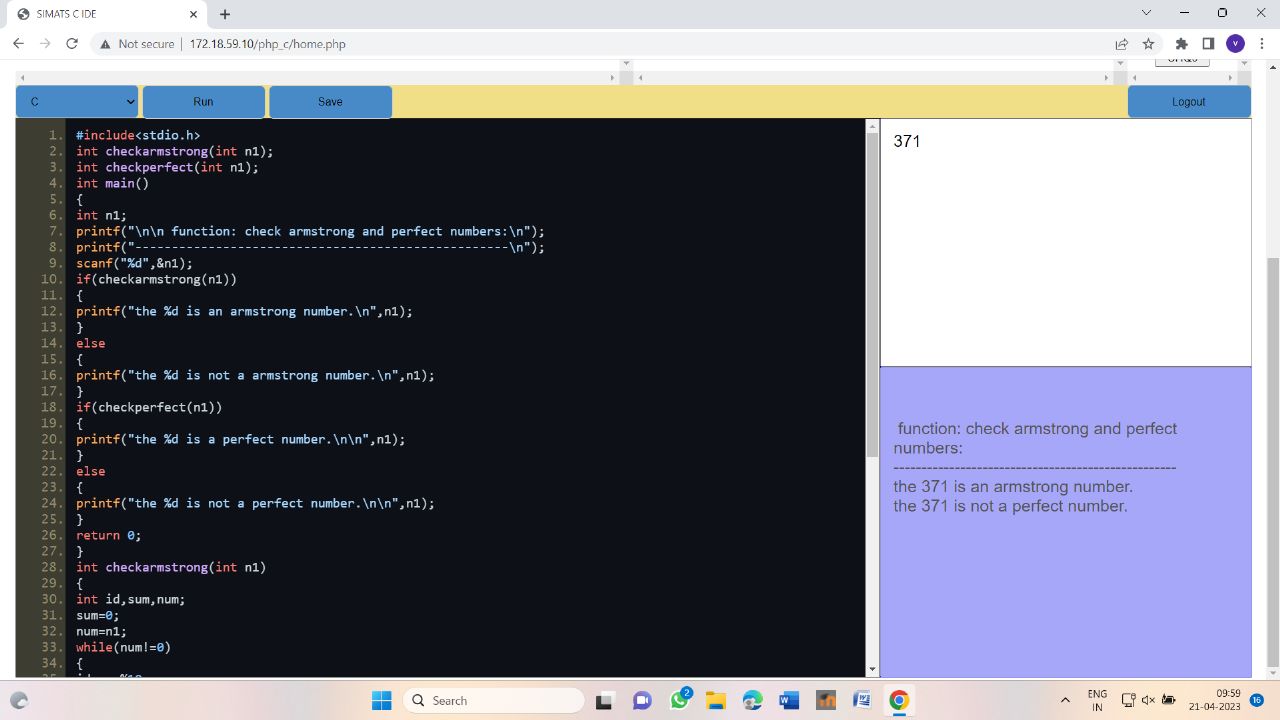 SIMATS C IDE
Not secure | 172.18.59.10/php_c/home.php
V
C Run Save Logout
1. #include<stdio.h>
2. int checkarmstrong(int n1);
3. int checkperfect(int n1);
4. int main()
5. {
6. int n1;
7. printf("\n\n function: check armstrong and perfect numbers:\n");
8. printf("---------------------------------------------------\n");
9. scanf("%d",&n1);
10. if(checkarmstrong(n1))
11. {
12. printf("the %d is an armstrong number.\n",n1);
13. }
14. else
15. {
16. printf("the %d is not a armstrong number.\n",n1);
17. }
18. if(checkperfect(n1))
19. {
20. printf("the %d is a perfect number.\n\n",n1);
21. }
22. else
23. {
24. printf("the %d is not a perfect number.\n\n",n1);
25. }
26. return 0;
27. }
28. int checkarmstrong(int n1)
29. {
30. int id,sum,num;
31. sum=0;
32. num=n1;
33. while(num!=0)
34. {
371
function: check armstrong and perfect
numbers:
---------------------------------------------------
the 371 is an armstrong number.
the 371 is not a perfect number.
Search
2
ENG
IN
09:59
21-04-2023
16